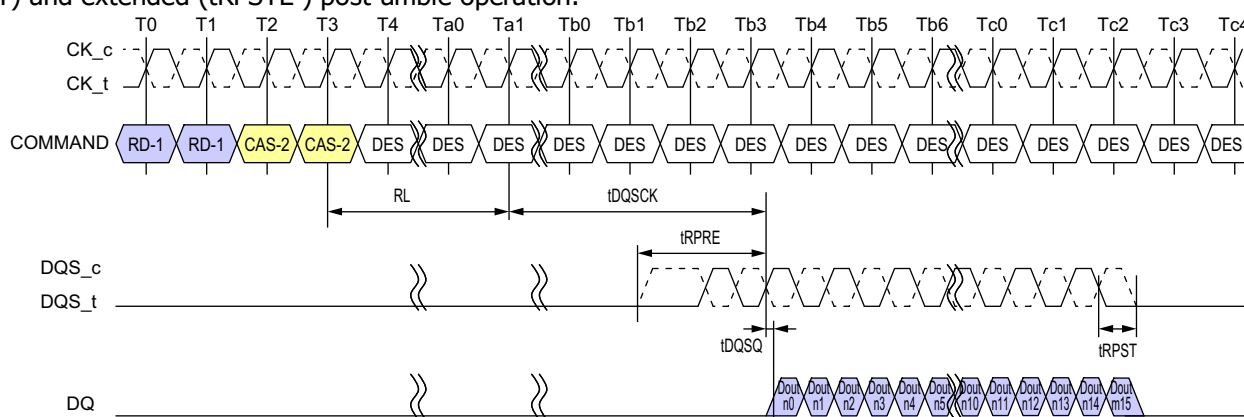 ) and extended (tRPSTE ) post-amble operation.
T0 T1 T2 T3 T4 Ta0 Ta1 Tb0 Tb1 Tb2 Tb3 Tb4 Tb5 Tb6 Tc0 Tc1 Tc2 Tc3 Tc4
CK_c
CK_t
COMMAND RD-1 RD-1 CAS-2 CAS-2 DES DES DES DES DES DES DES DES DES DES DES DES DES DES DES
RL tDQSCK
tRPRE
DQS_c
DQS_t
tDQSQ tRPST
Dout Dout Dout Dout Dout Dout Dout Dout Dout Dout Dout Dout
DQ n0 n1 n2 n3 n4 n5 n10 n11 n12 n13 n14 m15